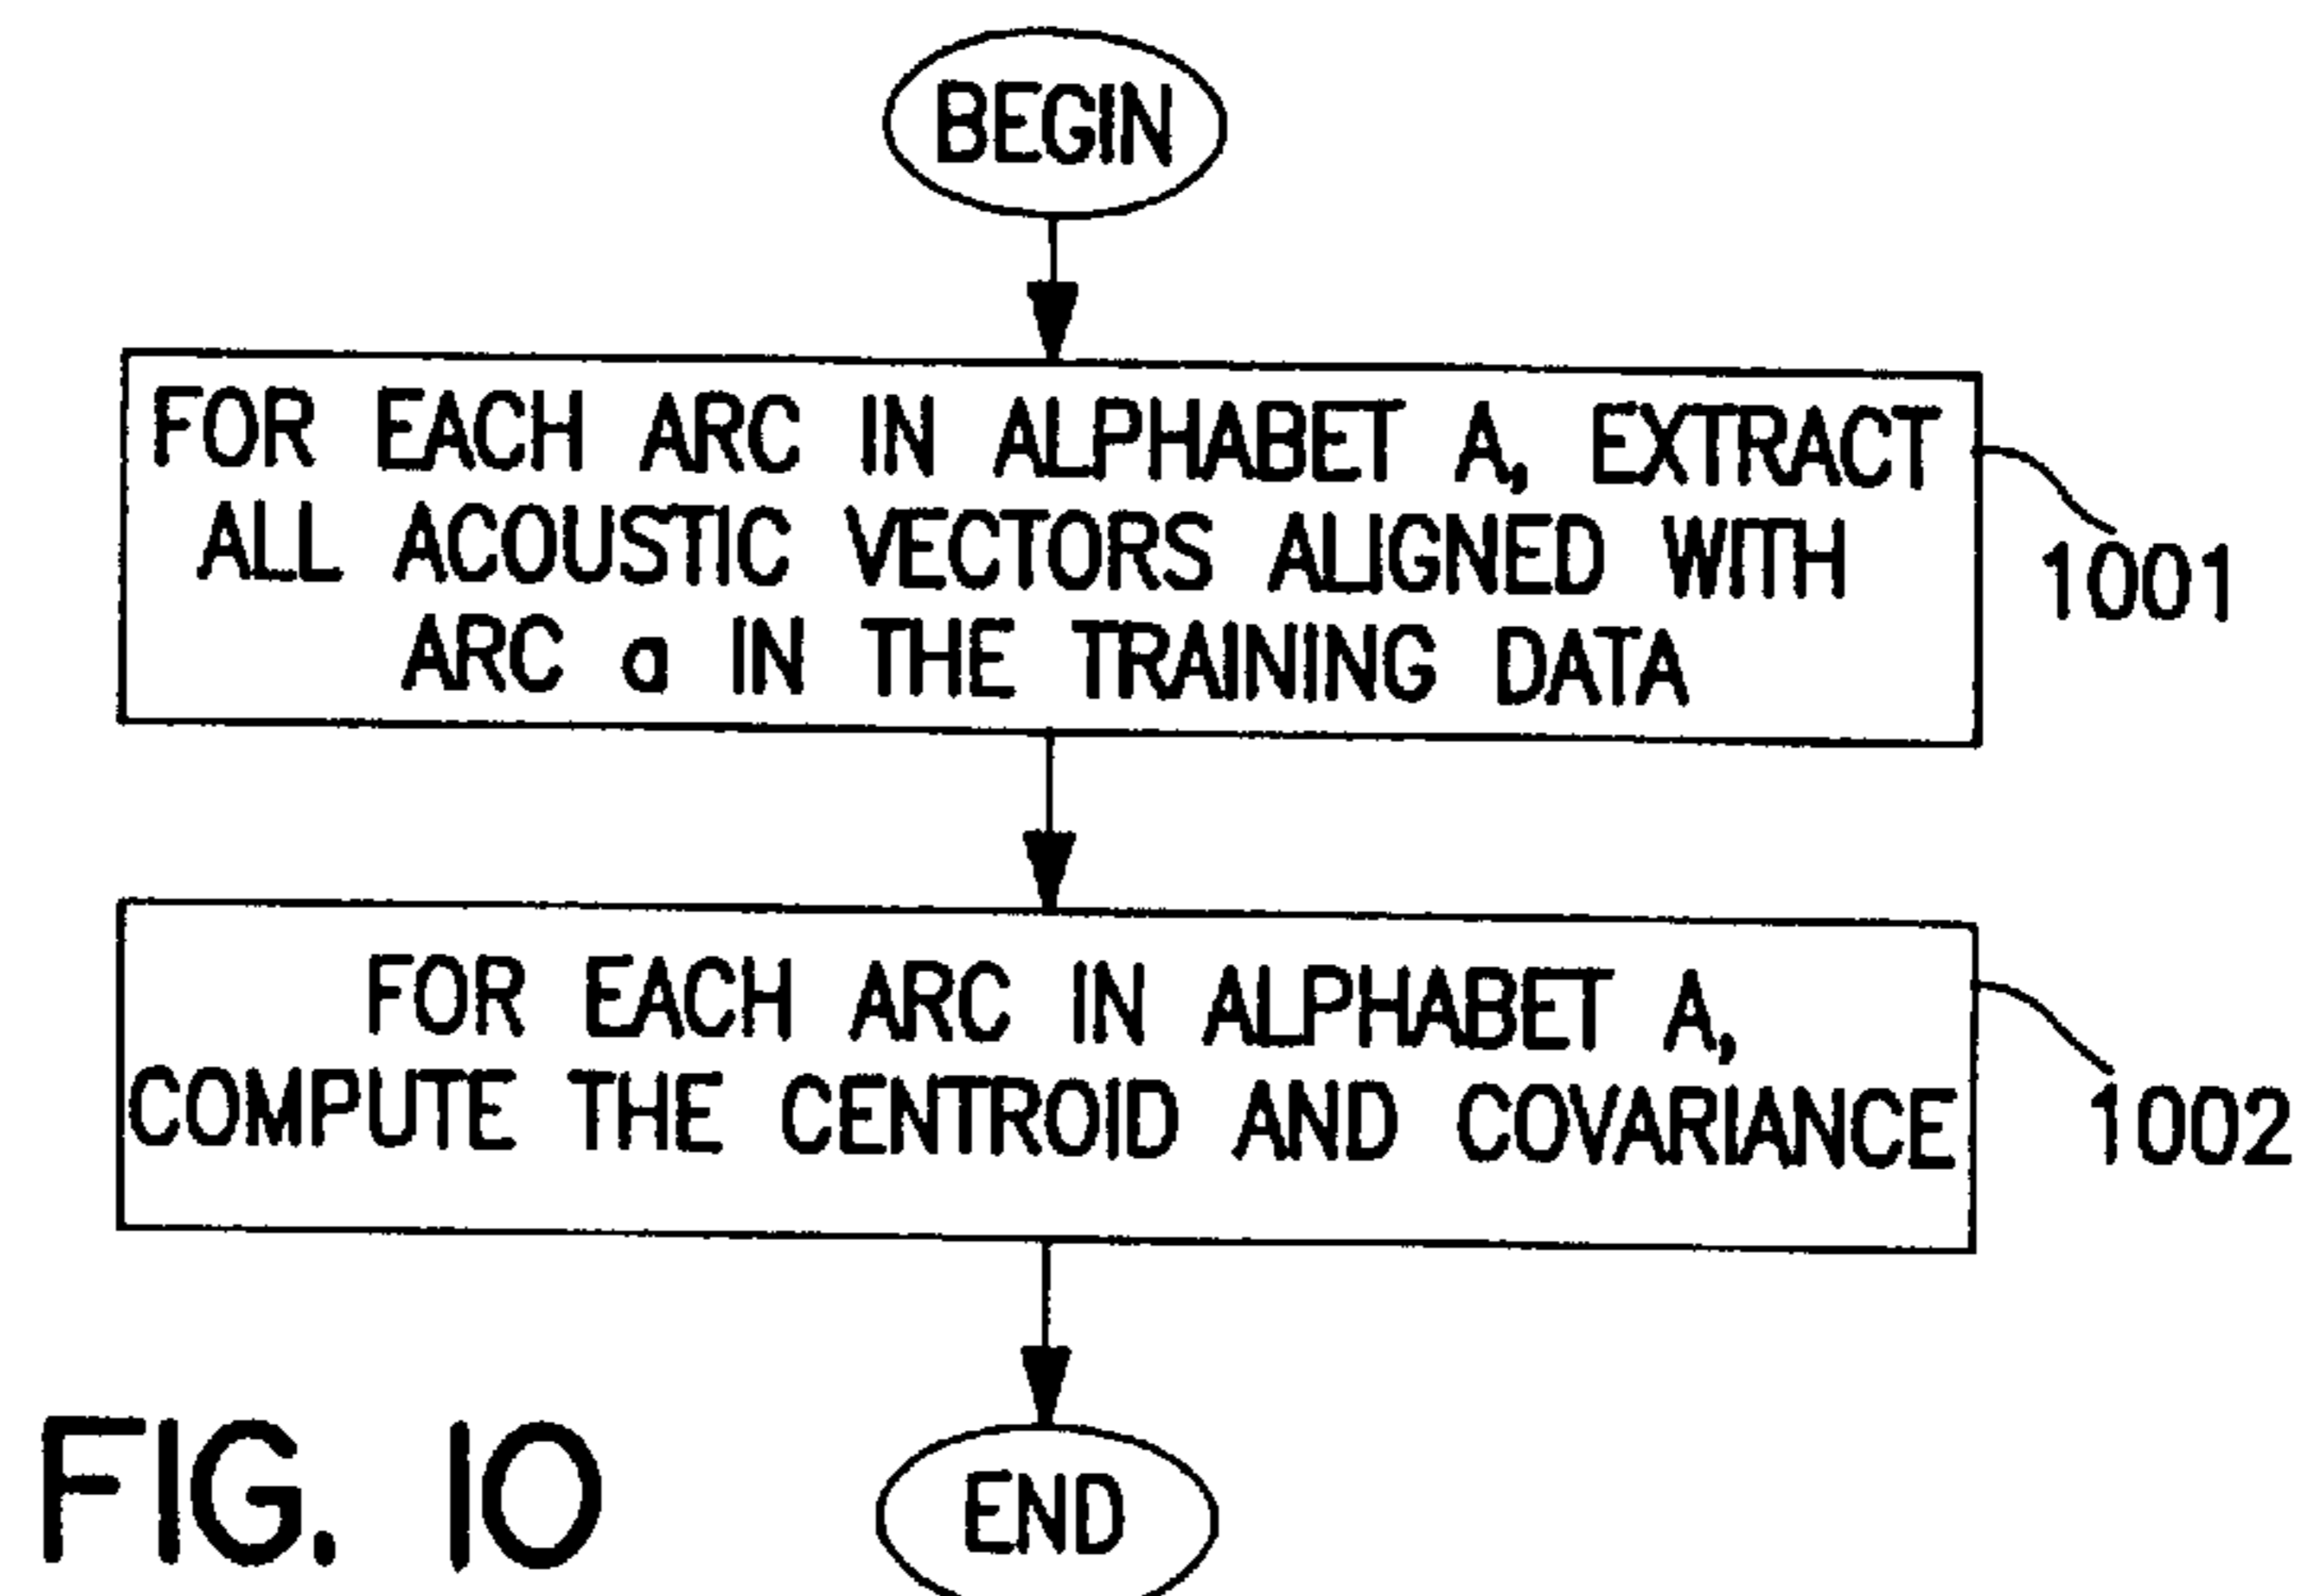 BEGIN
FOR EACH ARC IN ALPHABET A, EXTRACT
ALL ACOUSTIC VECTORS ALIGNED WITH
ARC a IN THE TRAINING DATA
1001
FOR EACH ARC IN ALPHABET A,
COMPUTE THE CENTROID AND COVARIANCE
1002
END
FIG. 10